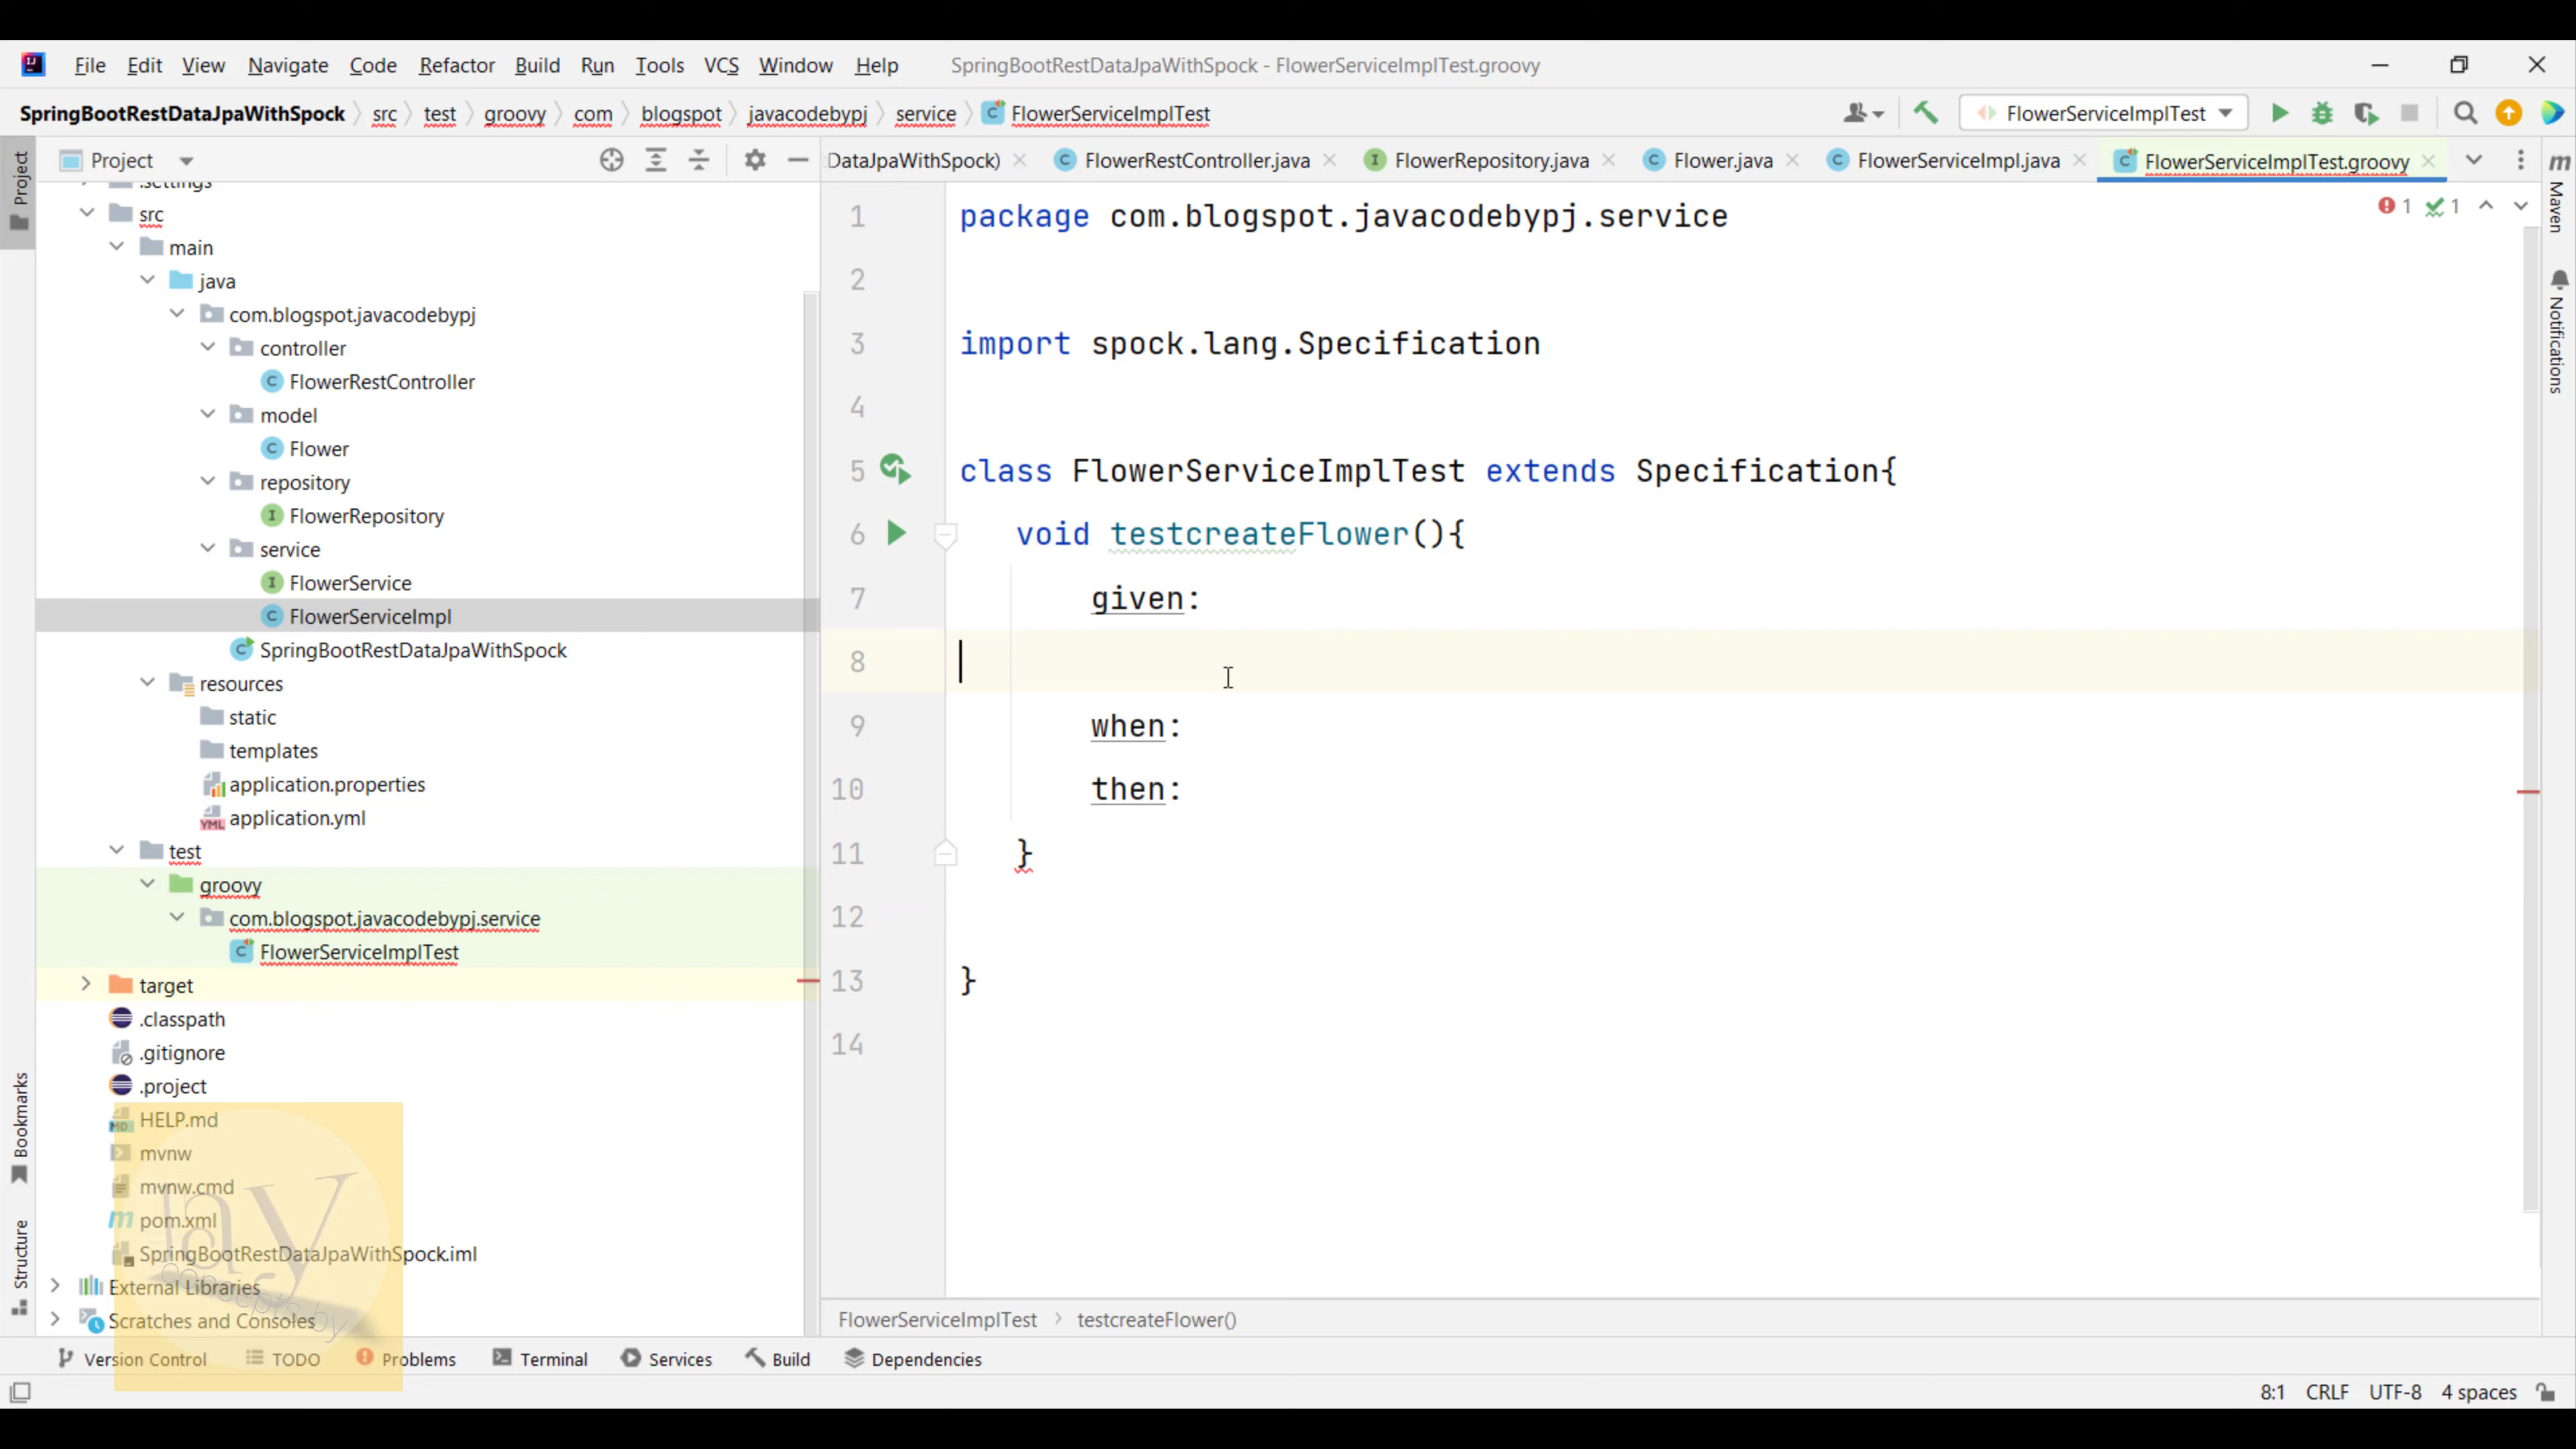 File Edit View Navigate Code Refactor Build Run Tools VCS Window Help SpringBootRestDataJpaWithSpock - FlowerServiceImplTest.groovy
SpringBootRestDataJpaWithSpock src test groovy com blogspot javacodebypj service FlowerServiceImplTest FlowerServiceImplTest
Project DataJpaWithSpock) FlowerRestController.java FlowerRepository.java Flower.java FlowerServiceImpl.java FlowerServiceImplTest.groovy
Project
Maven
Notifications
Bookmarks
Structure
.settings
src
main
java
com.blogspot.javacodebypj
controller
FlowerRestController
model
Flower
repository
FlowerRepository
service
FlowerService
FlowerServiceImpl
SpringBootRestDataJpaWithSpock
resources
static
templates
application.properties
application.yml
test
groovy
com.blogspot.javacodebypj.service
FlowerServiceImplTest
target
.classpath
.gitignore
.project
HELP.md
mvnw
mvnw.cmd
pom.xml
SpringBootRestDataJpaWithSpock.iml
External Libraries
Scratches and Consoles
1 package com.blogspot.javacodebypj.service
1 1
2
3 import spock.lang.Specification
4
5 class FlowerServiceImplTest extends Specification{
6 void testcreateFlower(){
7 given:
8
9 when:
10 then:
11 }
12
13 }
14
FlowerServiceImplTest testcreateFlower()
Version Control TODO Problems Terminal Services Build Dependencies
8:1 CRLF UTF-8 4 spaces